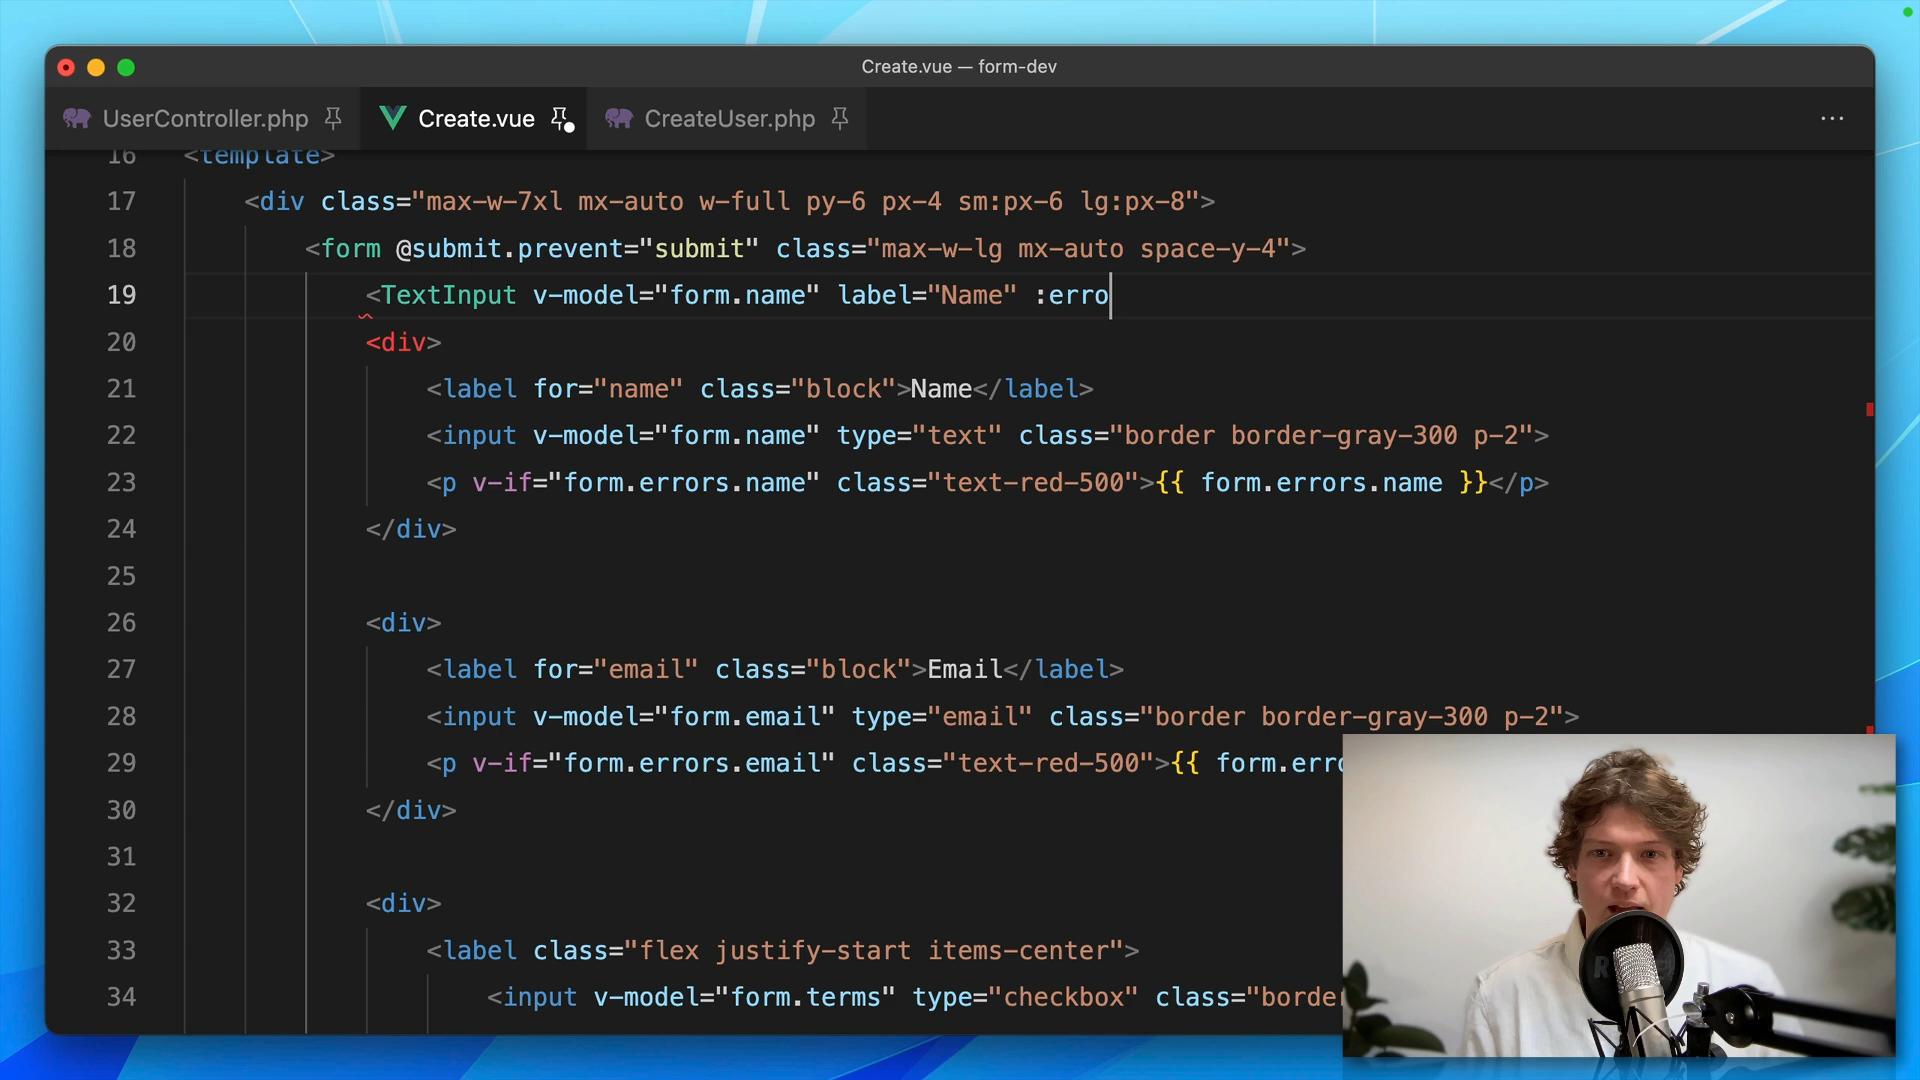 Create.vue — form-dev
UserController.php
Create.vue
CreateUser.php
16 <template>
17 <div class="max-w-7xl mx-auto w-full py-6 px-4 sm:px-6 lg:px-8">
18 <form @submit.prevent="submit" class="max-w-lg mx-auto space-y-4">
19 <TextInput v-model="form.name" label="Name" :erro
20 <div>
21 <label for="name" class="block">Name</label>
22 <input v-model="form.name" type="text" class="border border-gray-300 p-2">
23 <p v-if="form.errors.name" class="text-red-500">{{ form.errors.name }}</p>
24 </div>
25
26 <div>
27 <label for="email" class="block">Email</label>
28 <input v-model="form.email" type="email" class="border border-gray-300 p-2">
29 <p v-if="form.errors.email" class="text-red-500">{{ form.erro
30 </div>
31
32 <div>
33 <label class="flex justify-start items-center">
34 <input v-model="form.terms" type="checkbox" class="border